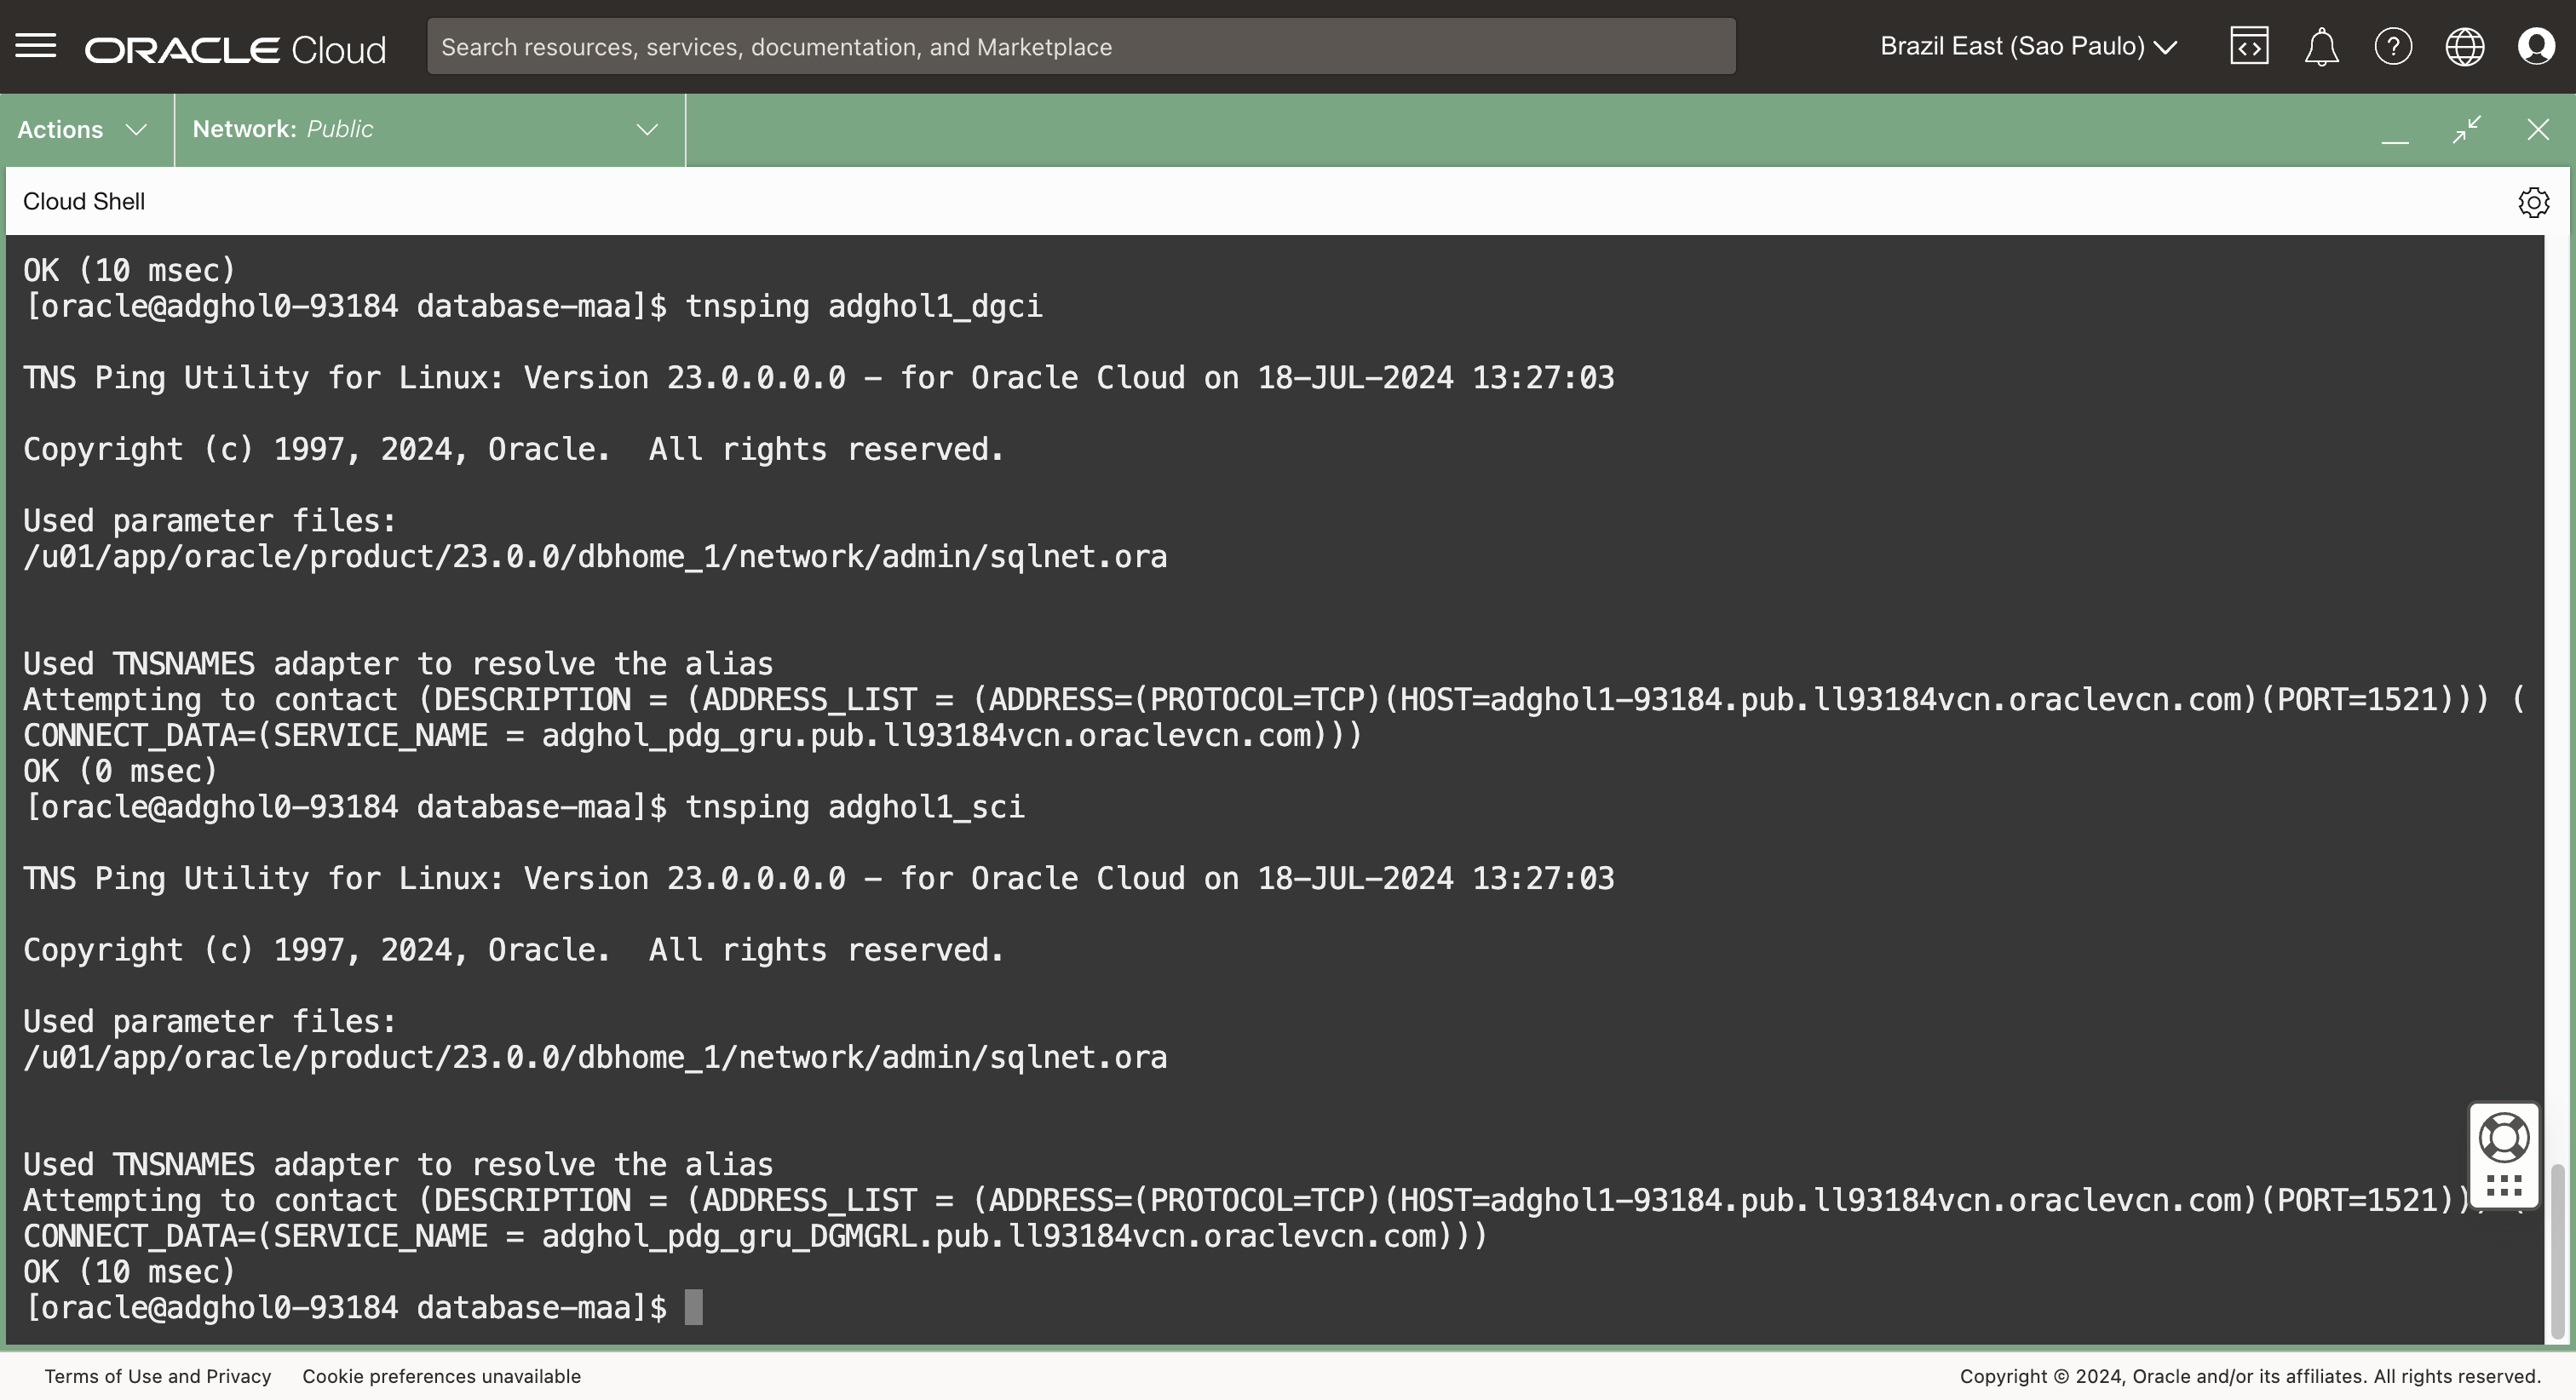 ORACLE Cloud
Search resources, services, documentation, and Marketplace
Brazil East (Sao Paulo)
Actions
Network: Public
Cloud Shell
OK (10 msec)
[oracle@adghol0-93184 database-maa]$ tnsping adghol1_dgci
TNS Ping Utility for Linux: Version 23.0.0.0.0 - for Oracle Cloud on 18-JUL-2024 13:27:03
Copyright (c) 1997, 2024, Oracle.  All rights reserved.
Used parameter files:
/u01/app/oracle/product/23.0.0/dbhome_1/network/admin/sqlnet.ora
Used TNSNAMES adapter to resolve the alias
Attempting to contact (DESCRIPTION = (ADDRESS_LIST = (ADDRESS=(PROTOCOL=TCP)(HOST=adghol1-93184.pub.ll93184vcn.oraclevcn.com)(PORT=1521))) (
CONNECT_DATA=(SERVICE_NAME = adghol_pdg_gru.pub.ll93184vcn.oraclevcn.com)))
OK (0 msec)
[oracle@adghol0-93184 database-maa]$ tnsping adghol1_sci
TNS Ping Utility for Linux: Version 23.0.0.0.0 - for Oracle Cloud on 18-JUL-2024 13:27:03
Copyright (c) 1997, 2024, Oracle.  All rights reserved.
Used parameter files:
/u01/app/oracle/product/23.0.0/dbhome_1/network/admin/sqlnet.ora
Used TNSNAMES adapter to resolve the alias
Attempting to contact (DESCRIPTION = (ADDRESS_LIST = (ADDRESS=(PROTOCOL=TCP)(HOST=adghol1-93184.pub.ll93184vcn.oraclevcn.com)(PORT=1521))
CONNECT_DATA=(SERVICE_NAME = adghol_pdg_gru_DGMGRL.pub.ll93184vcn.oraclevcn.com)))
OK (10 msec)
[oracle@adghol0-93184 database-maa]$
Terms of Use and Privacy
Cookie preferences unavailable
Copyright © 2024, Oracle and/or its affiliates. All rights reserved.